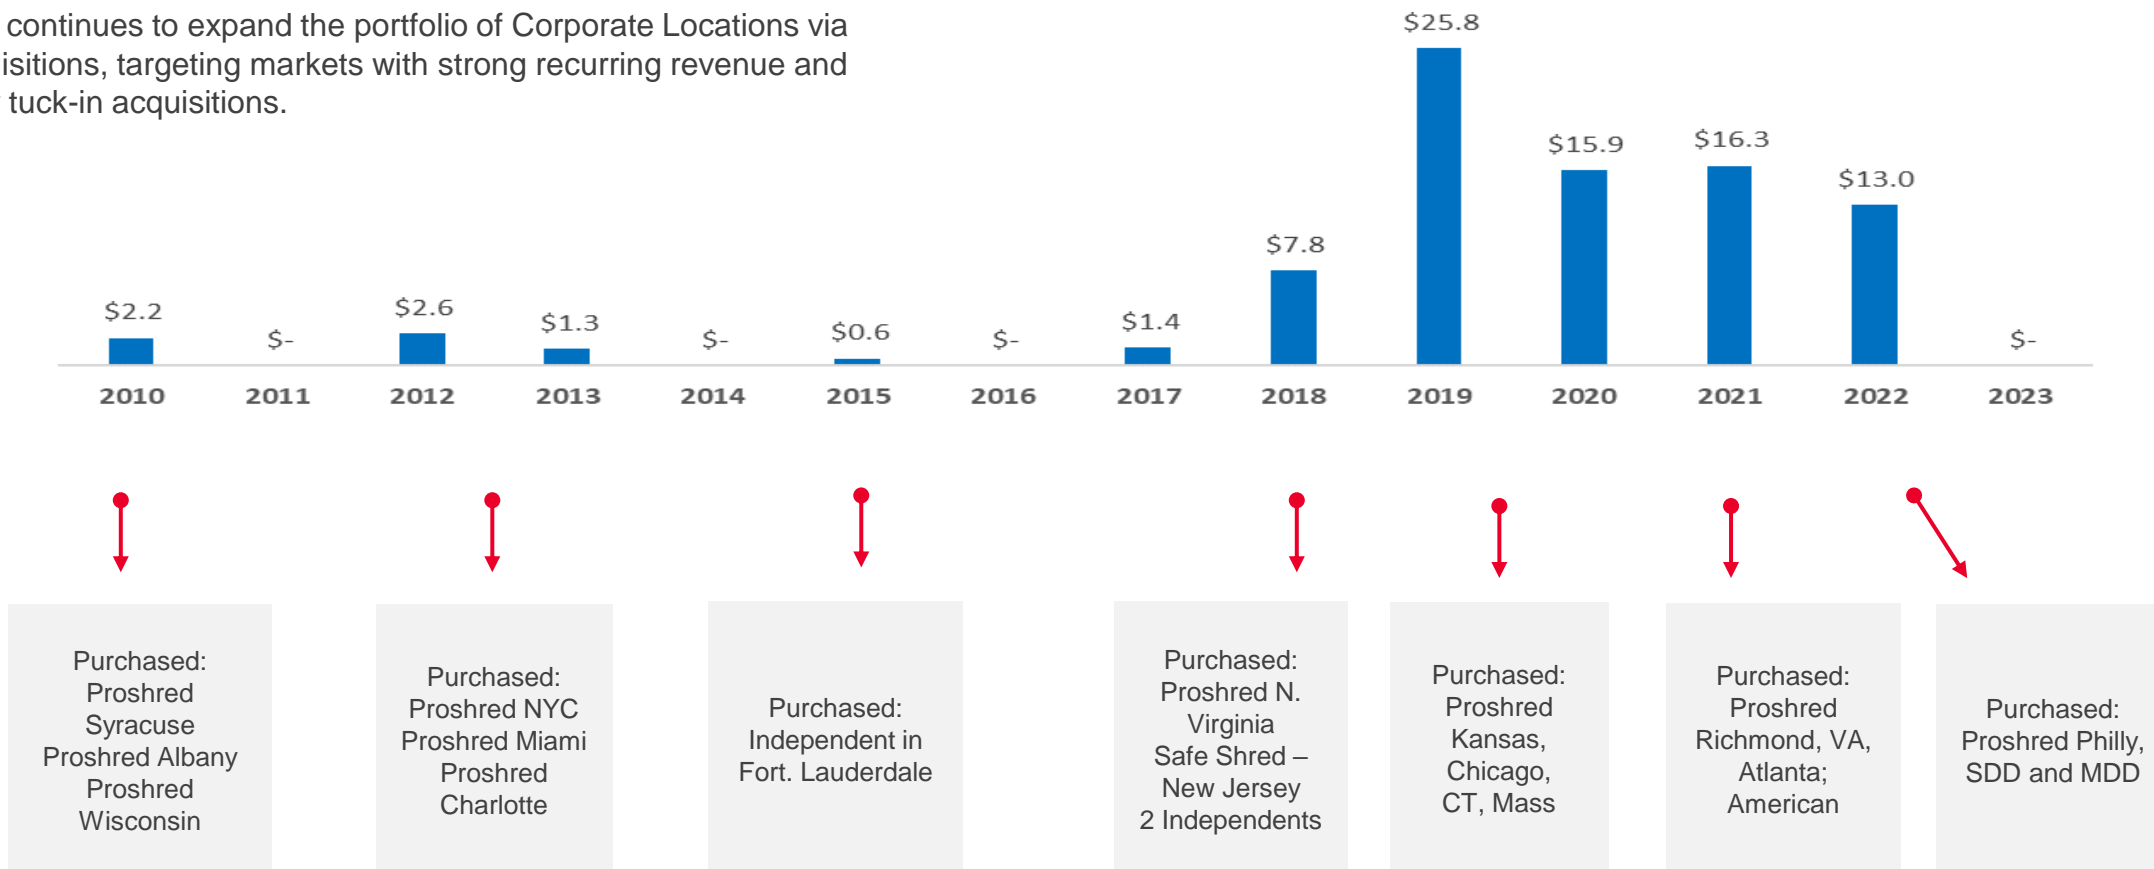 continues to expand the portfolio of Corporate Locations via
isitions, targeting markets with strong recurring revenue and
tuck-in acquisitions.
$2.2
$-
$2.6
$1.3
$-
$0.6
$-
$1.4
$7.8
$25.8
$15.9
$16.3
$13.0
$-
2010
2011
2012
2013
2014
2015
2016
2017
2018
2019
2020
2021
2022
2023
Purchased:
Proshred
Syracuse
Proshred Albany
Proshred
Wisconsin
Purchased:
Proshred NYC
Proshred Miami
Proshred
Charlotte
Purchased:
Independent in
Fort. Lauderdale
Purchased:
Proshred N.
Virginia
Safe Shred –
New Jersey
2 Independents
Purchased:
Proshred
Kansas,
Chicago,
CT, Mass
Purchased:
Proshred
Richmond, VA,
Atlanta;
American
Purchased:
Proshred Philly,
SDD and MDD